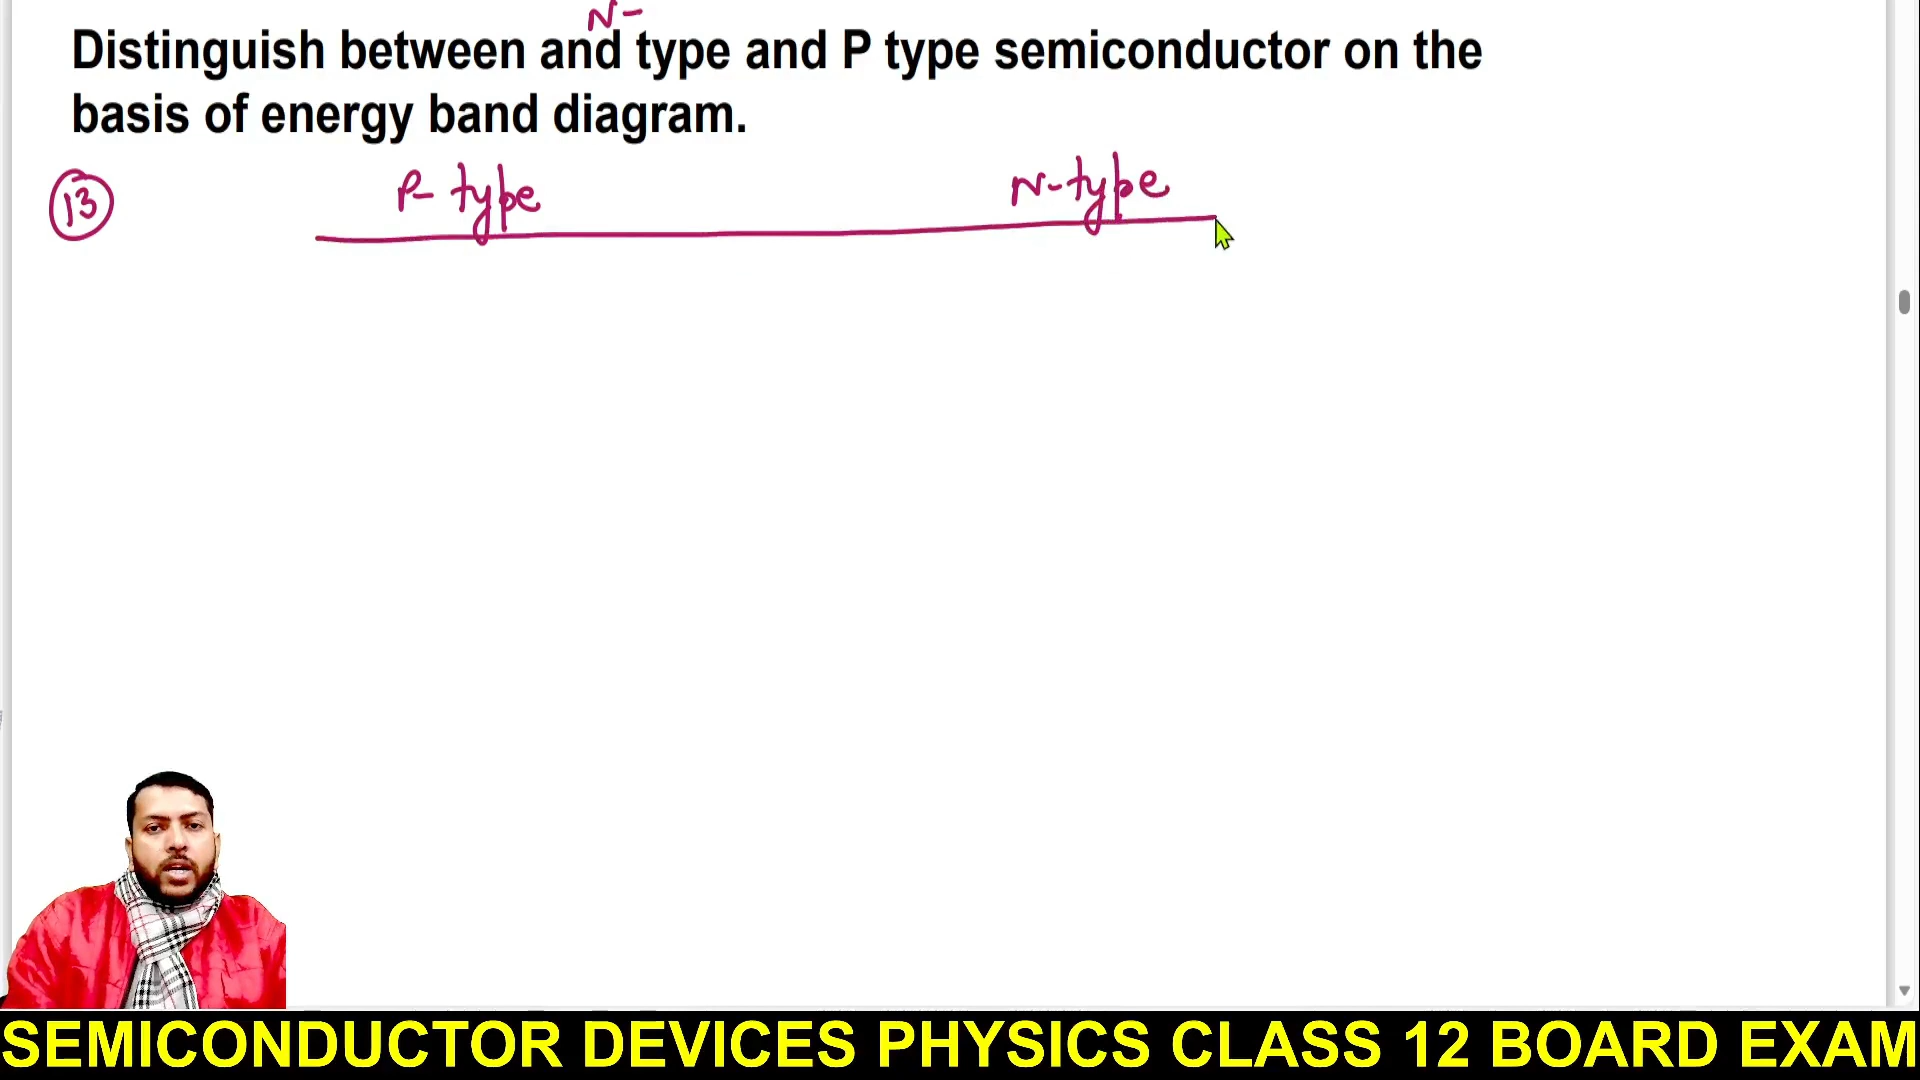 N-
Distinguish between and type and P type semiconductor on the
basis of energy band diagram.
13 P- type N-type
SEMICONDUCTOR DEVICES PHYSICS CLASS 12 BOARD EXAM